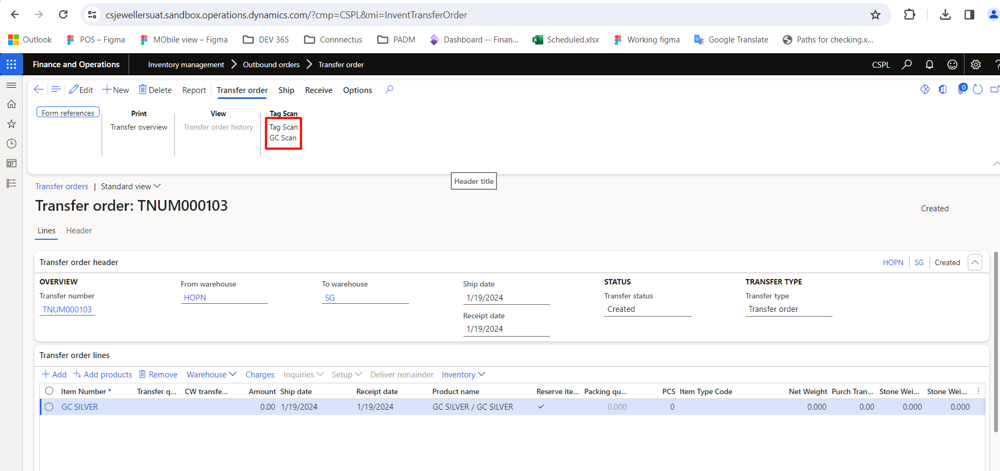 csjewellersuat.sandbox.operations.dynamics.com/?cmp=CSPL&mi=InventTransferOrder
Outlook POS – Figma MObile view – Figma DEV 365 Connnectus PADM Dashboard -- Finan... Scheduled.xlsx Working figma Google Translate Paths for checking.x...
Finance and Operations Inventory management Outbound orders Transfer order CSPL ?
Edit New Delete Report Transfer order Ship Receive Options 0
Form references Print View Tag Scan
Transfer overview Transfer order history Tag Scan
GC Scan
Header title
Transfer orders | Standard view
Transfer order: TNUM000103
Created
Lines Header
Transfer order header HOPN SG Created
OVERVIEW From warehouse To warehouse Ship date STATUS TRANSFER TYPE
Transfer number HOPN SG 1/19/2024 Transfer status Transfer type
TNUM000103 Created Transfer order
Receipt date
1/19/2024
Transfer order lines
Add Add products Remove Warehouse Charges Inquiries Setup Deliver remainder Inventory
Item Number * Transfer q... CW transfe... Amount Ship date Receipt date Product name Reserve ite... Packing qu... PCS Item Type Code Net Weight Purch Tran... Stone Wei... Stone Wei...
GC SILVER 0.00 1/19/2024 1/19/2024 GC SILVER / GC SILVER 0.000 0 0.000 0.00 0.000 0.000